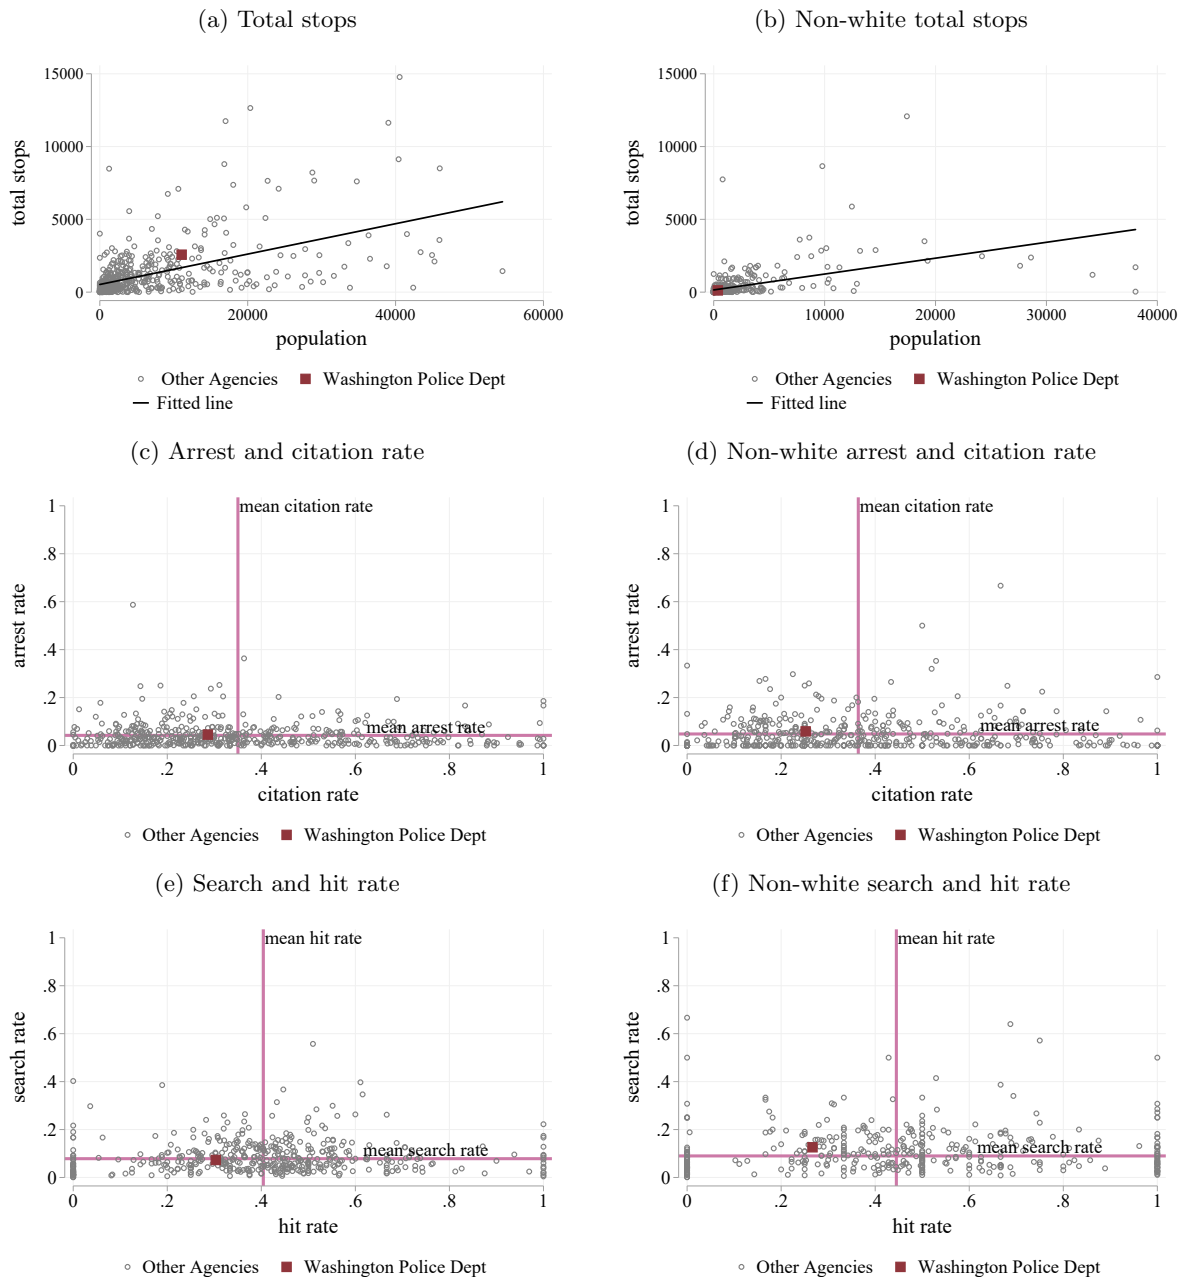 (a) Total stops
15000
10000
5000
0
total stops
0 20000 40000 60000
population
Other Agencies Washington Police Dept
Fitted line
(b) Non-white total stops
15000
10000
5000
0
total stops
0 10000 20000 30000 40000
population
Other Agencies Washington Police Dept
Fitted line
(c) Arrest and citation rate
1
.8
.6
.4
.2
0
arrest rate
mean citation rate
mean arrest rate
0 .2 .4 .6 .8 1
citation rate
Other Agencies Washington Police Dept
(d) Non-white arrest and citation rate
1
.8
.6
.4
.2
0
arrest rate
mean citation rate
mean arrest rate
0 .2 .4 .6 .8 1
citation rate
Other Agencies Washington Police Dept
(e) Search and hit rate
1
.8
.6
.4
.2
0
search rate
mean hit rate
mean search rate
0 .2 .4 .6 .8 1
hit rate
Other Agencies Washington Police Dept
(f) Non-white search and hit rate
1
.8
.6
.4
.2
0
search rate
mean hit rate
mean search rate
0 .2 .4 .6 .8 1
hit rate
Other Agencies Washington Police Dept